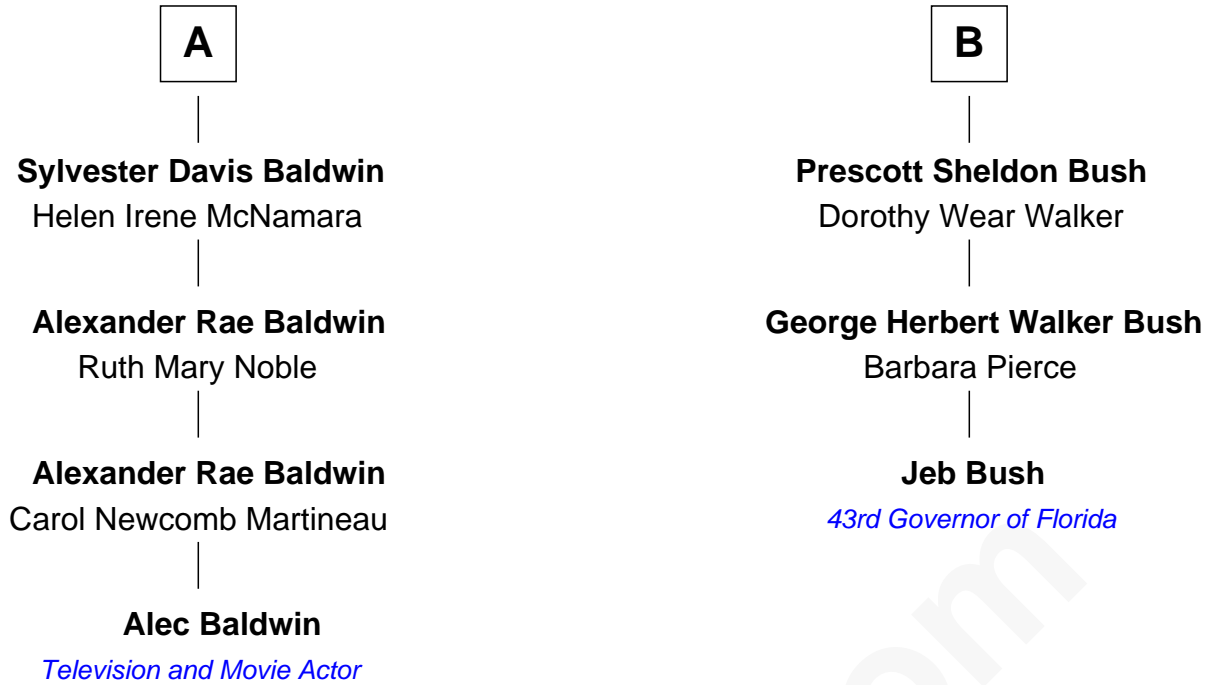 A
Sylvester Davis Baldwin
Helen Irene McNamara
Alexander Rae Baldwin
Ruth Mary Noble
Alexander Rae Baldwin
Carol Newcomb Martineau
Alec Baldwin
Television and Movie Actor
B
Prescott Sheldon Bush
Dorothy Wear Walker
George Herbert Walker Bush
Barbara Pierce
Jeb Bush
43rd Governor of Florida
om